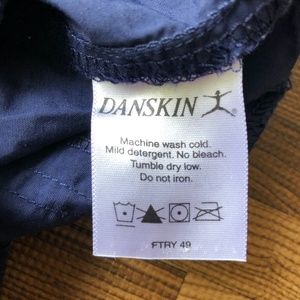 DANSKIN
Machine wash cold.
Mild detergent. No bleach.
Tumble dry low.
Do not iron.
FTRY 49